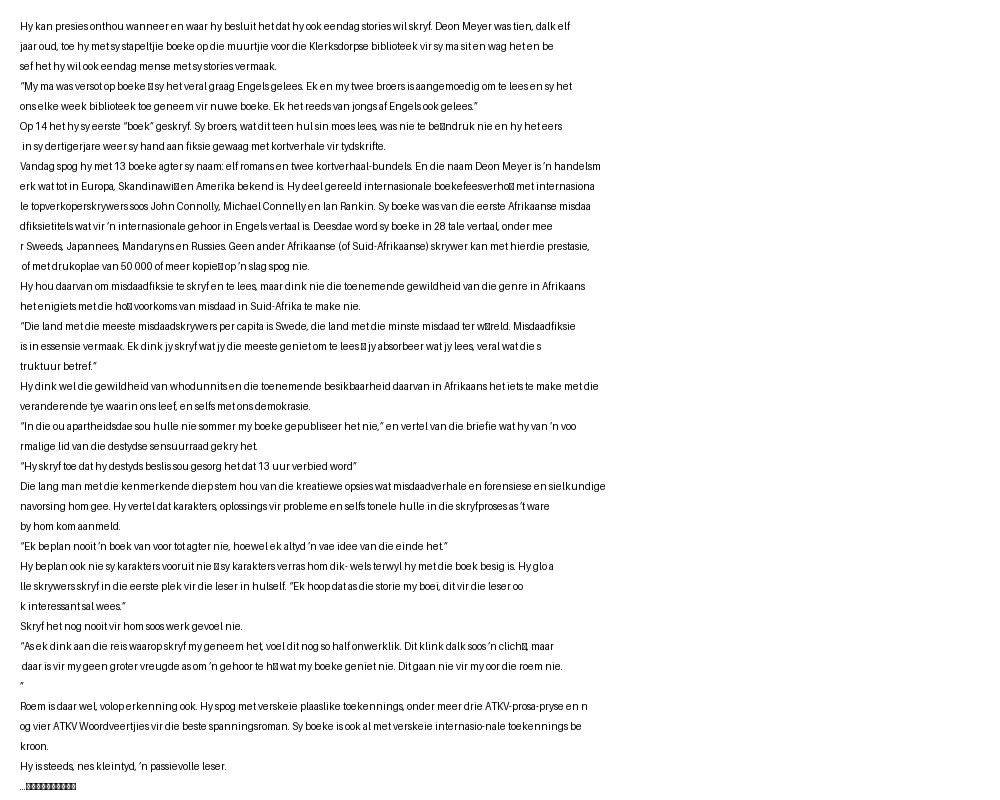 Hy kan presies onthou wanneer en waar hy besluit het dat hy ook eendag stories wil skryf. Deon Meyer was tien, dalk elf
jaar oud, toe hy met sy stapeltjie boeke op die muurtjie voor die Klerksdorpse biblioteek vir sy ma sit en wag het en be
sef het hy wil ook eendag mense met sy stories vermaak.
“My ma was versot op boeke □ sy het veral graag Engels gelees. Ek en my twee broers is aangemoedig om te lees en sy het
ons elke week biblioteek toe geneem vir nuwe boeke. Ek het reeds van jongs af Engels ook gelees.”
Op 14 het hy sy eerste “boek” geskryf. Sy broers, wat dit teen hul sin moes lees, was nie te be□ndruk nie en hy het eers
in sy dertigerjare weer sy hand aan fiksie gewaag met kortverhale vir tydskrifte.
Vandag spog hy met 13 boeke agter sy naam: elf romans en twee kortverhaal-bundels. En die naam Deon Meyer is ’n handelsm
erk wat tot in Europa, Skandinawi□ en Amerika bekend is. Hy deel gereeld internasionale boekefeesverho□ met internasiona
le topverkoperskrywers soos John Connolly, Michael Connelly en Ian Rankin. Sy boeke was van die eerste Afrikaanse misdaa
dfiksietitels wat vir ’n internasionale gehoor in Engels vertaal is. Deesdae word sy boeke in 28 tale vertaal, onder mee
r Sweeds, Japannees, Mandaryns en Russies. Geen ander Afrikaanse (of Suid-Afrikaanse) skrywer kan met hierdie prestasie,
of met drukoplae van 50 000 of meer kopie□ op ’n slag spog nie.
Hy hou daarvan om misdaadfiksie te skryf en te lees, maar dink nie die toenemende gewildheid van die genre in Afrikaans
het enigiets met die ho□ voorkoms van misdaad in Suid-Afrika te make nie.
“Die land met die meeste misdaadskrywers per capita is Swede, die land met die minste misdaad ter w□reld. Misdaadfiksie
is in essensie vermaak. Ek dink jy skryf wat jy die meeste geniet om te lees □ jy absorbeer wat jy lees, veral wat die s
truktuur betref.”
Hy dink wel die gewildheid van whodunnits en die toenemende besikbaarheid daarvan in Afrikaans het iets te make met die
veranderende tye waarin ons leef, en selfs met ons demokrasie.
“In die ou apartheidsdae sou hulle nie sommer my boeke gepubliseer het nie,” en vertel van die briefie wat hy van ’n voo
rmalige lid van die destydse sensuurraad gekry het.
“Hy skryf toe dat hy destyds beslis sou gesorg het dat 13 uur verbied word”
Die lang man met die kenmerkende diep stem hou van die kreatiewe opsies wat misdaadverhale en forensiese en sielkundige
navorsing hom gee. Hy vertel dat karakters, oplossings vir probleme en selfs tonele hulle in die skryfproses as ’t ware
by hom kom aanmeld.
“Ek beplan nooit ’n boek van voor tot agter nie, hoewel ek altyd ’n vae idee van die einde het.”
Hy beplan ook nie sy karakters vooruit nie □ sy karakters verras hom dik- wels terwyl hy met die boek besig is. Hy glo a
lle skrywers skryf in die eerste plek vir die leser in hulself. “Ek hoop dat as die storie my boei, dit vir die leser oo
k interessant sal wees.”
Skryf het nog nooit vir hom soos werk gevoel nie.
“As ek dink aan die reis waarop skryf my geneem het, voel dit nog so half onwerklik. Dit klink dalk soos ’n clich□, maar
daar is vir my geen groter vreugde as om ’n gehoor te h□ wat my boeke geniet nie. Dit gaan nie vir my oor die roem nie.
”
Roem is daar wel, volop erkenning ook. Hy spog met verskeie plaaslike toekennings, onder meer drie ATKV-prosa-pryse en n
og vier ATKV Woordveertjies vir die beste spanningsroman. Sy boeke is ook al met verskeie internasio-nale toekennings be
kroon.
Hy is steeds, nes kleintyd, ’n passievolle leser.
...□□□□□□□□□□